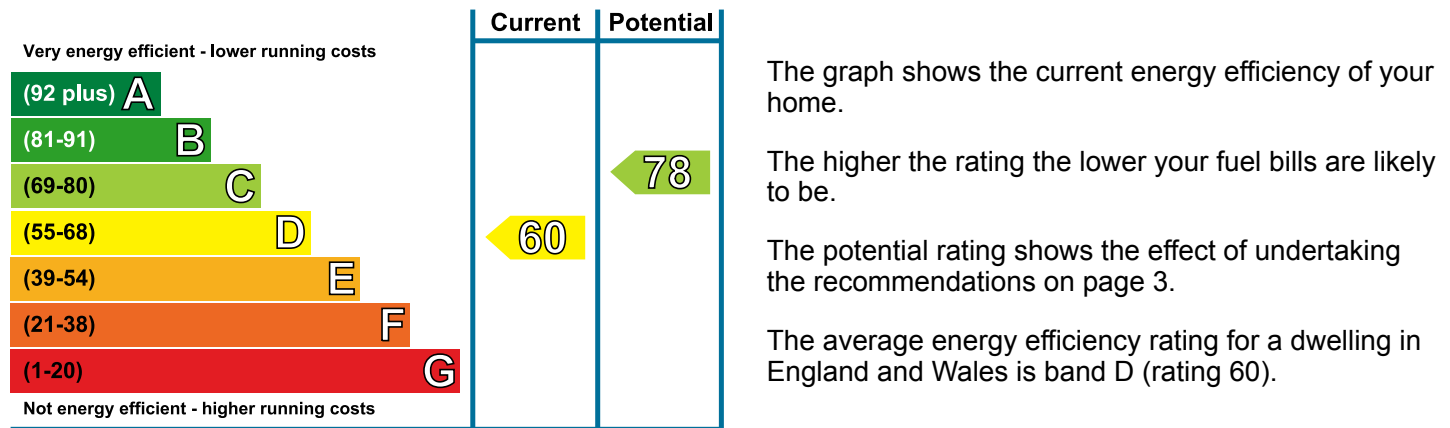 Current Potential
Very energy efficient - lower running costs
(92 plus) A
(81-91) B
(69-80) C
78
(55-68) D
60
(39-54) E
(21-38) F
(1-20) G
Not energy efficient - higher running costs
The graph shows the current energy efficiency of your
home.
The higher the rating the lower your fuel bills are likely
to be.
The potential rating shows the effect of undertaking
the recommendations on page 3.
The average energy efficiency rating for a dwelling in
England and Wales is band D (rating 60).